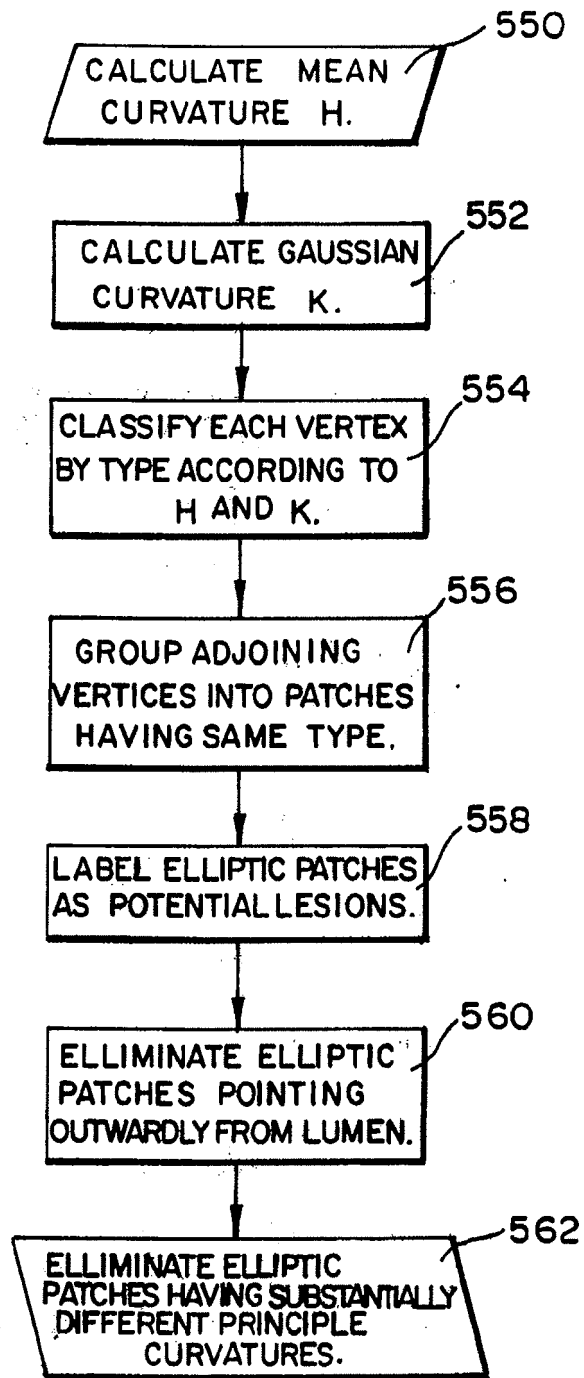 550
CALCULATE MEAN
CURVATURE H.
552
CALCULATE GAUSSIAN
CURVATURE K.
554
CLASSIFY EACH VERTEX
BY TYPE ACCORDING TO
H AND K.
556
GROUP ADJOINING
VERTICES INTO PATCHES
HAVING SAME TYPE.
558
LABEL ELLIPTIC PATCHES
AS POTENTIAL LESIONS.
560
ELLIMINATE ELLIPTIC
PATCHES POINTING
OUTWARDLY FROM LUMEN.
562
ELLIMINATE ELLIPTIC
PATCHES HAVING SUBSTANTIALLY
DIFFERENT PRINCIPLE
CURVATURES.